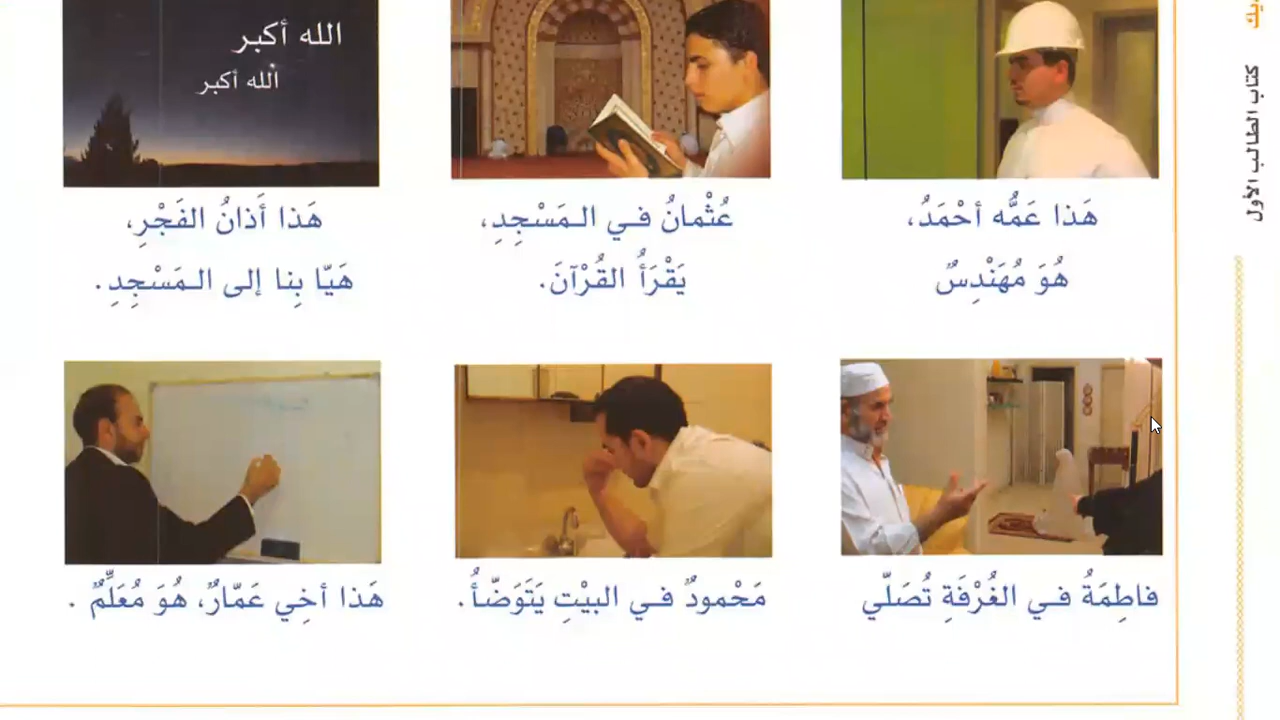 الله أكبر
الله أكبر
هَذا عَمُّه أحْمَدُ،
هُوَ مُهَنْدِسٌ
عُثْمانُ في المَسْجِدِ،
يَقْرَأُ القُرْآنَ.
هَذا أَذانُ الفَجْرِ،
هَيّا بِنا إلى المَسْجِدِ.
فاطِمَةُ في الغُرْفَةِ تُصَلّي
مَحْمودٌ في البيْتِ يَتَوَضّأُ.
هَذا أخِي عَمّارٌ، هُوَ مُعَلِّمٌ.
كتاب الطالب الأول